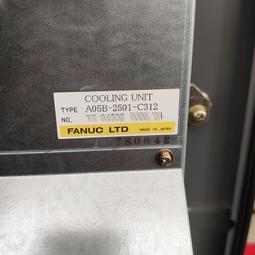 COOLING UNIT
TYPE A05B-2501-C312
NO.
FANUC LTD MADE IN JAPAN